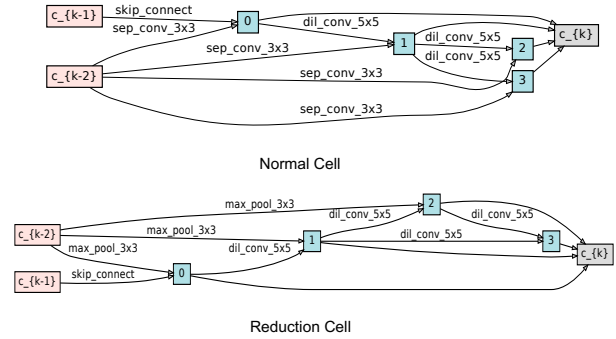 c_{k-1}
skip_connect
0
sep_conv_3x3
dil_conv_5x5
c_{k}
sep_conv_3x3
1
dil_conv_5x5
2
dil_conv_5x5
c_{k-2}
sep_conv_3x3
3
sep_conv_3x3
Normal Cell
2
max_pool_3x3
dil_conv_5x5
dil_conv_5x5
c_{k-2}
max_pool_3x3
1
dil_conv_5x5
3
max_pool_3x3
dil_conv_5x5
c_{k}
c_{k-1}
skip_connect
0
Reduction Cell